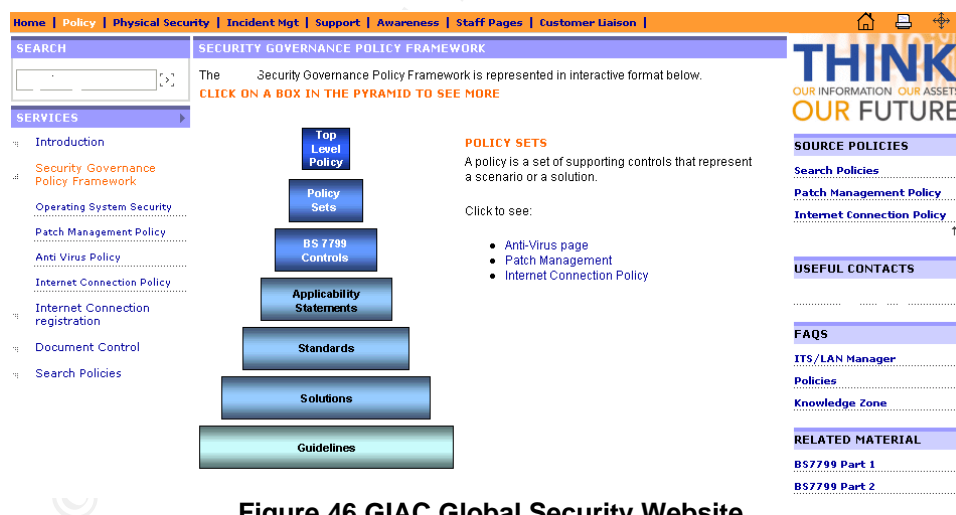 Home | Policy | Physical Security | Incident Mgt | Support | Awareness | Staff Pages | Customer Liaison |
SEARCH
SERVICES
Introduction
Security Governance
Policy Framework
Operating System Security
Patch Management Policy
Anti Virus Policy
Internet Connection Policy
Internet Connection
registration
Document Control
Search Policies
SECURITY GOVERNANCE POLICY FRAMEWORK
The Security Governance Policy Framework is represented in interactive format below.
CLICK ON A BOX IN THE PYRAMID TO SEE MORE
Top
Level
Policy
Policy
Sets
BS 7799
Controls
Applicability
Statements
Standards
Solutions
Guidelines
POLICY SETS
A policy is a set of supporting controls that represent
a scenario or a solution.
Click to see:
Anti-Virus page
Patch Management
Internet Connection Policy
THINK
OUR INFORMATION OUR ASSETS
OUR FUTURE
SOURCE POLICIES
Search Policies
Patch Management Policy
Internet Connection Policy
USEFUL CONTACTS
FAQS
ITS/LAN Manager
Policies
Knowledge Zone
RELATED MATERIAL
BS7799 Part 1
BS7799 Part 2
Figure 46 GIAC Global Security Website